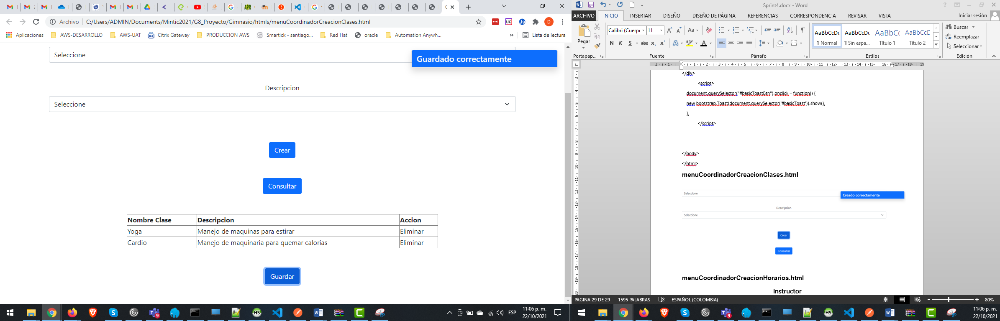 Archivo
C:/Users/ADMIN/Documents/Mintic2021/G8_Proyecto/Gimnasio/htmls/menuCoordinadorCreacionClases.html
D
Aplicaciones
AWS-DESARROLLO
AWS-UAT
Citrix Gateway
PRODUCCION AWS
Smartick - santiago...
Red Hat
oracle
Automation Anywh...
»
Lista de lectura
Seleccione
Guardado correctamente
Descripcion
Seleccione
Crear
Consultar
Nombre Clase Descripcion Accion
Yoga Manejo de maquinas para estirar Eliminar
Cardio Manejo de maquinaria para quemar calorias Eliminar
Guardar
ESP
11:06 p. m.
22/10/2021
Sprint4.docx - Word
ARCHIVO INICIO INSERTAR DISEÑO DISEÑO DE PÁGINA REFERENCIAS CORRESPONDENCIA REVISAR VISTA Iniciar sesión
Pegar
Calibri (Cuerpo 11
N K S abc x₂ x²
AaBbCcDc AaBbCcDc AaBbCc AaBbCcD
¶ Normal ¶ Sin espa... Título 1 Título 2
Buscar
Reemplazar
Seleccionar
Portapap... Fuente Párrafo Estilos Edición
</div>
<script>
document.querySelector("#basicToastBtn").onclick = function() {
new bootstrap.Toast(document.querySelector('#basicToast')).show();
};
</script>
</body>
</html>
menuCoordinadorCreacionClases.html
Seleccione
Creado correctamente
Descripcion
Seleccione
Crear
Consultar
menuCoordinadorCreacionHorarios.html
Instructor
PÁGINA 29 DE 29 1595 PALABRAS ESPAÑOL (COLOMBIA) 80%
11:06 p. m.
22/10/2021